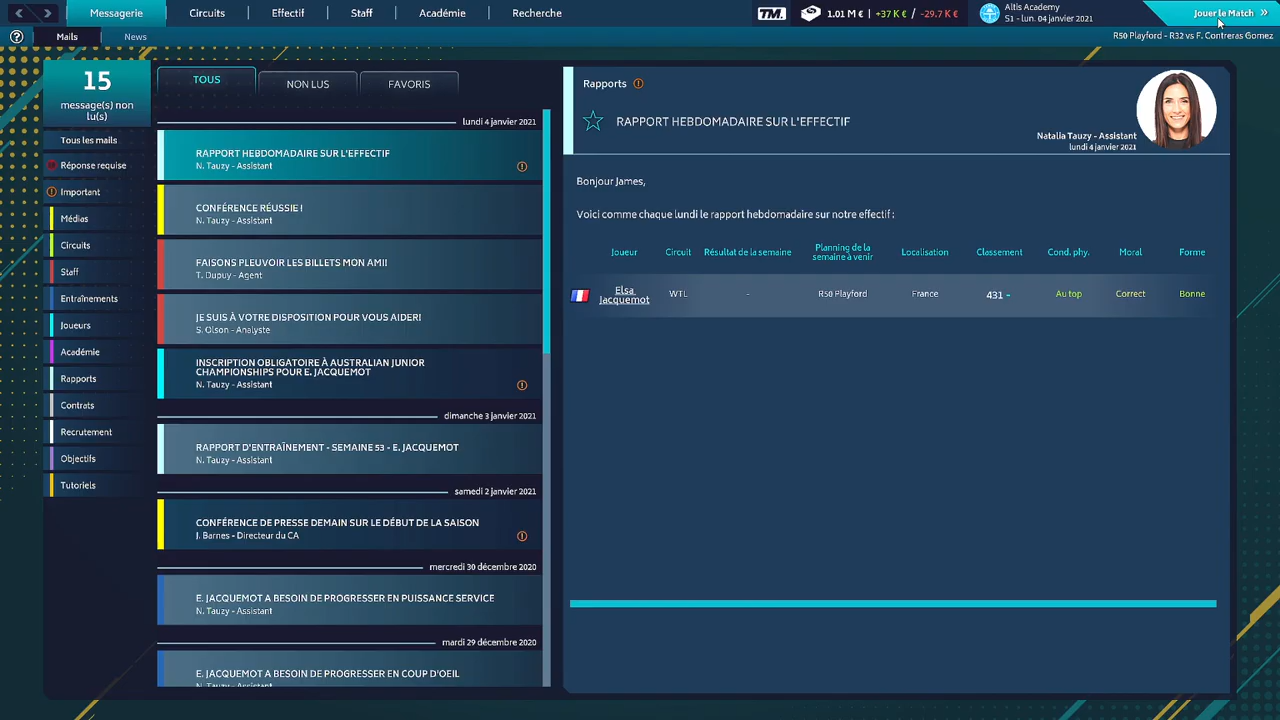 Messagerie
Circuits
Effectif
Staff
Académie
Recherche
TM.
1.01 M€ | +37 K€ / -29.7 K€
Altis Academy
S1 - lun. 04 janvier 2021
Jouer le Match
Mails
News
R50 Playford - R32 vs F. Contreras Gomez
15
message(s) non
lu(s)
Tous les mails
Réponse requise
Important
Médias
Circuits
Staff
Entraînements
Joueurs
Académie
Rapports
Contrats
Recrutement
Objectifs
Tutoriels
TOUS
NON LUS
FAVORIS
lundi 4 janvier 2021
RAPPORT HEBDOMADAIRE SUR L'EFFECTIF
N. Tauzy - Assistant
CONFÉRENCE RÉUSSIE !
N. Tauzy - Assistant
FAISONS PLEUVOIR LES BILLETS MON AMI!
T. Dupuy - Agent
JE SUIS À VOTRE DISPOSITION POUR VOUS AIDER!
S. Olson - Analyste
INSCRIPTION OBLIGATOIRE À AUSTRALIAN JUNIOR
CHAMPIONSHIPS POUR E. JACQUEMOT
N. Tauzy - Assistant
dimanche 3 janvier 2021
RAPPORT D'ENTRAÎNEMENT - SEMAINE 53 - E. JACQUEMOT
N. Tauzy - Assistant
samedi 2 janvier 2021
CONFÉRENCE DE PRESSE DEMAIN SUR LE DÉBUT DE LA SAISON
J. Barnes - Directeur du CA
mercredi 30 décembre 2020
E. JACQUEMOT A BESOIN DE PROGRESSER EN PUISSANCE SERVICE
N. Tauzy - Assistant
mardi 29 décembre 2020
E. JACQUEMOT A BESOIN DE PROGRESSER EN COUP D'OEIL
N. Tauzy - Assistant
Rapports
RAPPORT HEBDOMADAIRE SUR L'EFFECTIF
Natalia Tauzy - Assistant
lundi 4 janvier 2021
Bonjour James,
Voici comme chaque lundi le rapport hebdomadaire sur notre effectif :
Joueur Circuit Résultat de la semaine Planning de la semaine à venir Localisation Classement Cond. phy. Moral Forme
Elsa Jacquemot WTL - R50 Playford France 431 - Au top Correct Bonne